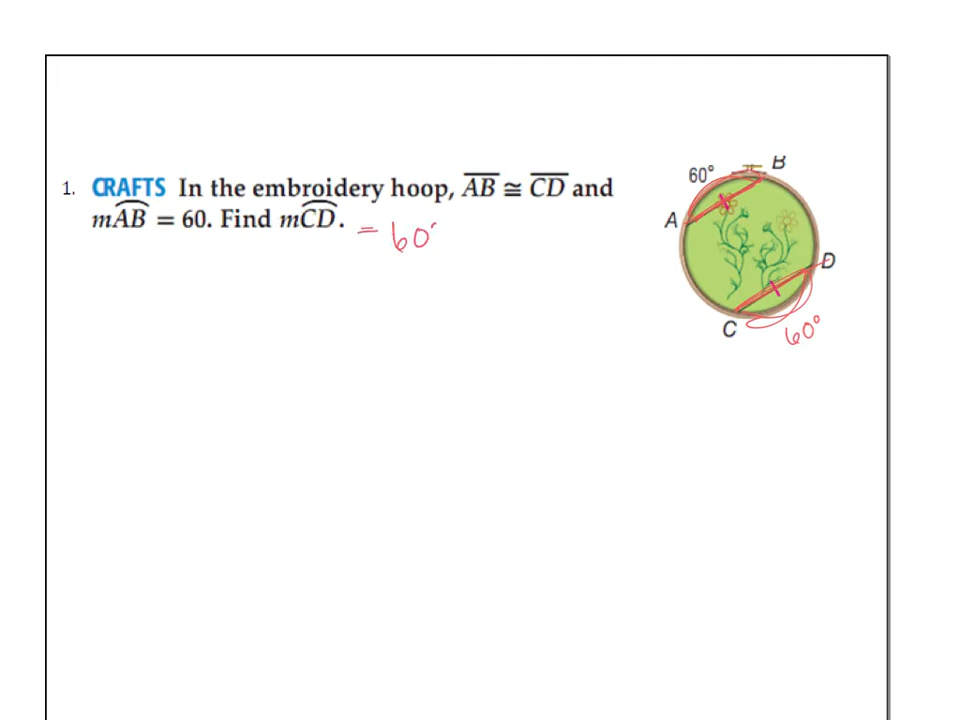 1. CRAFTS In the embroidery hoop, AB ≅ CD and
mAB = 60. Find mCD. = 60°
B
60°
A
D
C
60°